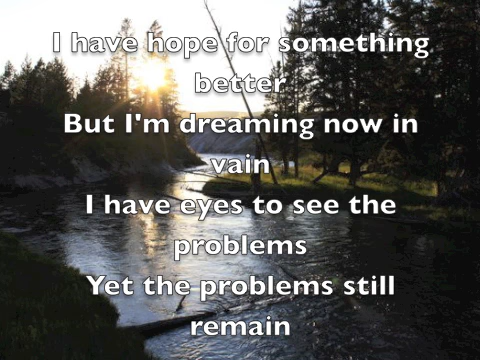 I have hope for something
better
But I'm dreaming now in
vain
I have eyes to see the
problems
Yet the problems still
remain